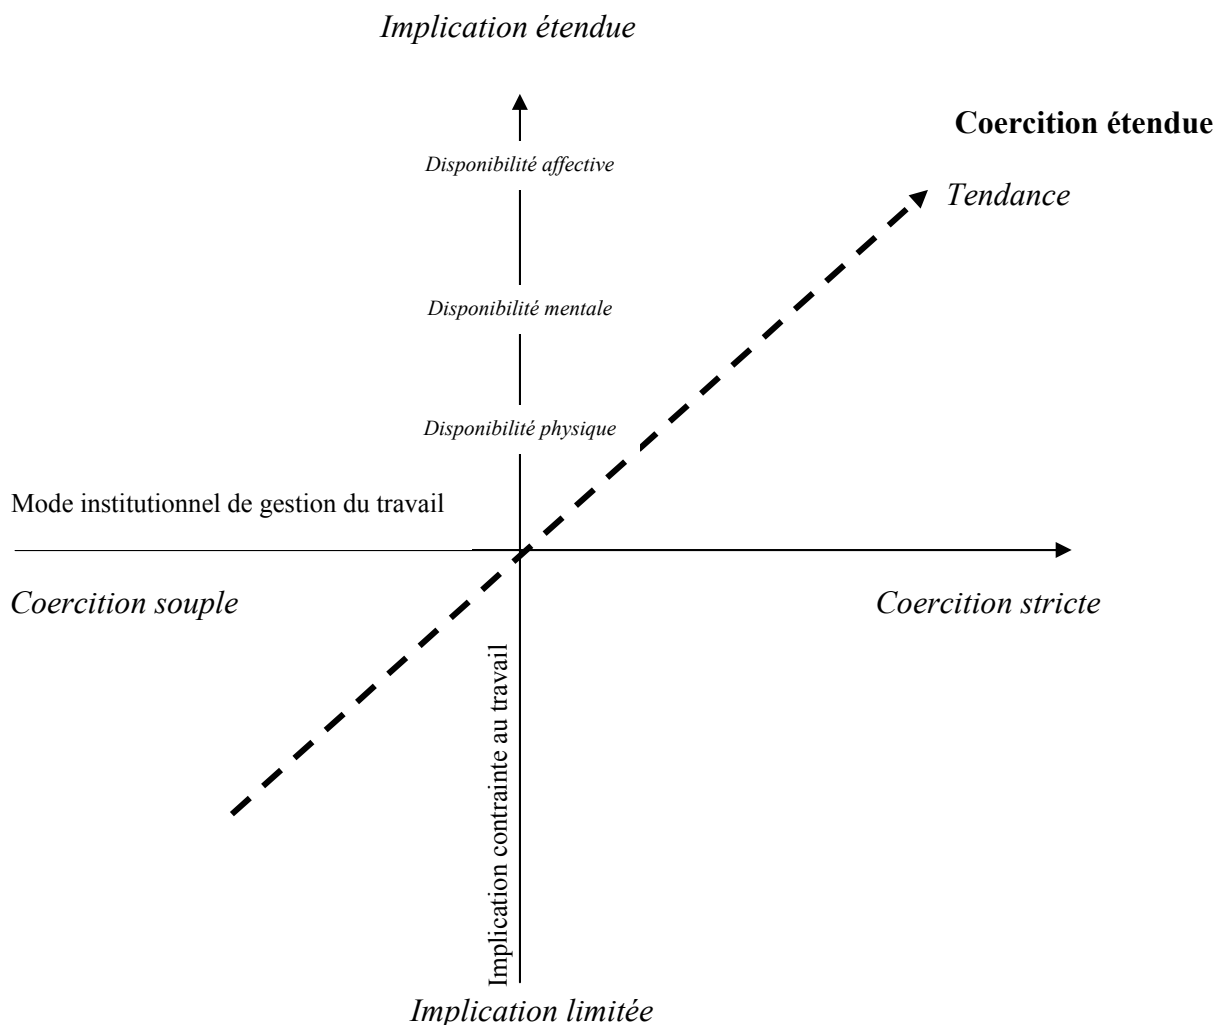 Implication étendue
Coercition étendue
Disponibilité affective
Tendance
Disponibilité mentale
Disponibilité physique
Mode institutionnel de gestion du travail
Coercition souple
Coercition stricte
Implication contrainte au travail
Implication limitée